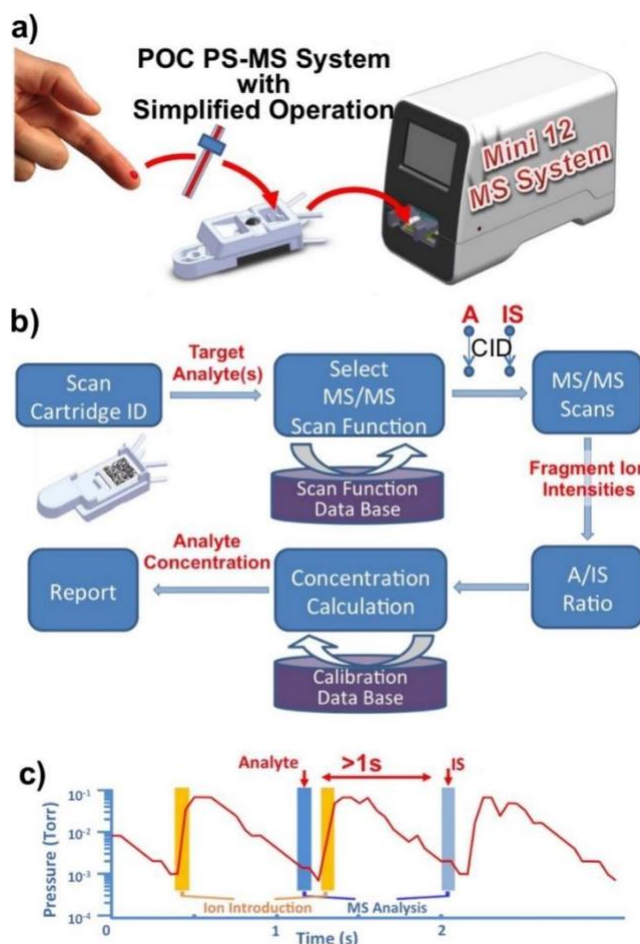 a)
POC PS-MS System
with
Simplified Operation
Mini 12
MS System
b)
A IS
CID
Scan
Cartridge ID
Target
Analyte(s)
Select
MS/MS
Scan Function
MS/MS
Scans
Scan Function
Data Base
Fragment Ion
Intensities
Report
Analyte
Concentration
Concentration
Calculation
A/IS
Ratio
Calibration
Data Base
c)
Analyte
>1s
IS
Pressure (Torr)
10-1
10-2
10-3
10-4
Ion Introduction
MS Analysis
1
2
Time (s)